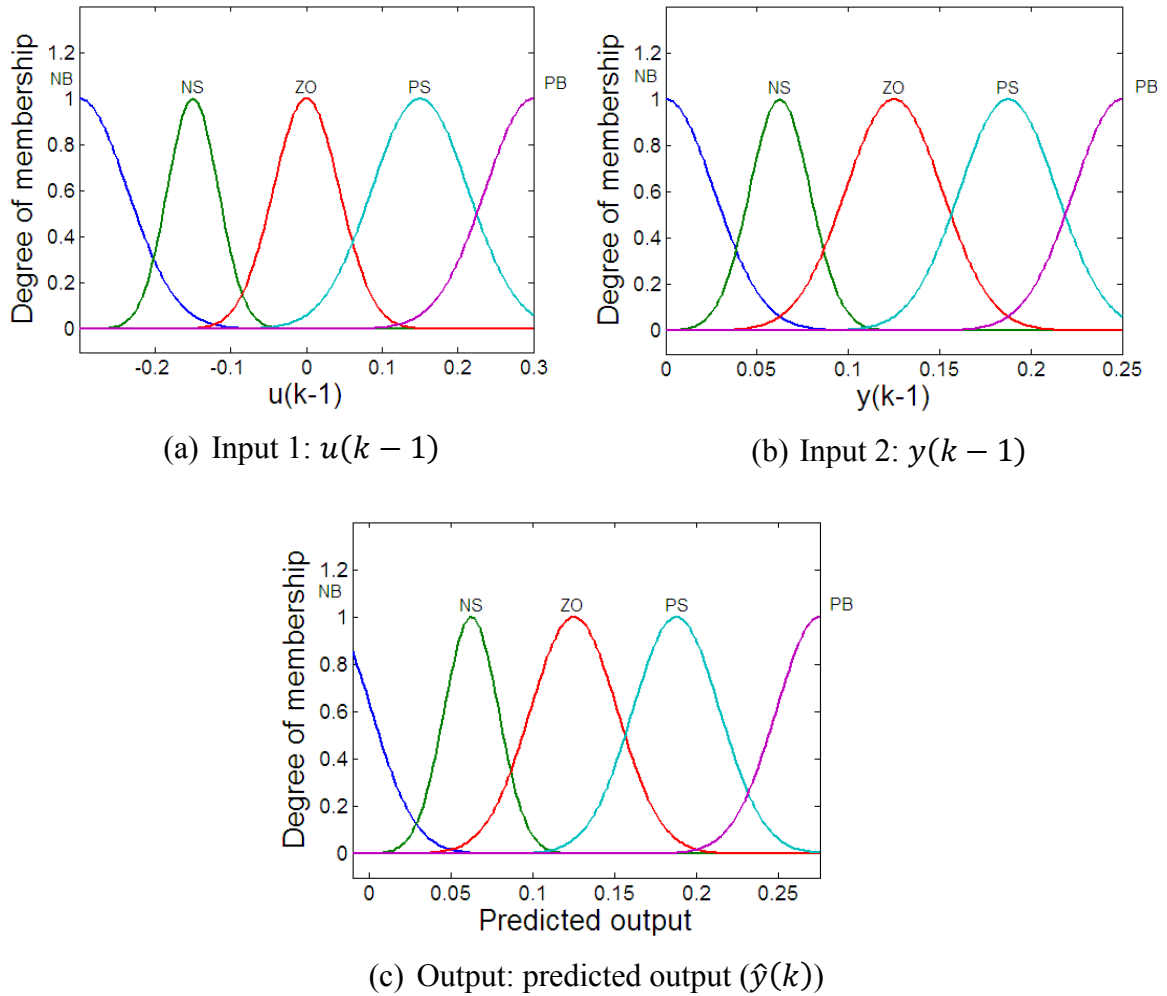 NB NS ZO PS PB
Degree of membership
1.2
1
0.8
0.6
0.4
0.2
0
-0.2 -0.1 0 0.1 0.2 0.3
u(k-1)
(a) Input 1: u(k − 1)
NB NS ZO PS PB
Degree of membership
1.2
1
0.8
0.6
0.4
0.2
0
0 0.05 0.1 0.15 0.2 0.25
y(k-1)
(b) Input 2: y(k − 1)
NB NS ZO PS PB
Degree of membership
1.2
1
0.8
0.6
0.4
0.2
0
0 0.05 0.1 0.15 0.2 0.25
Predicted output
(c) Output: predicted output (ŷ(k))